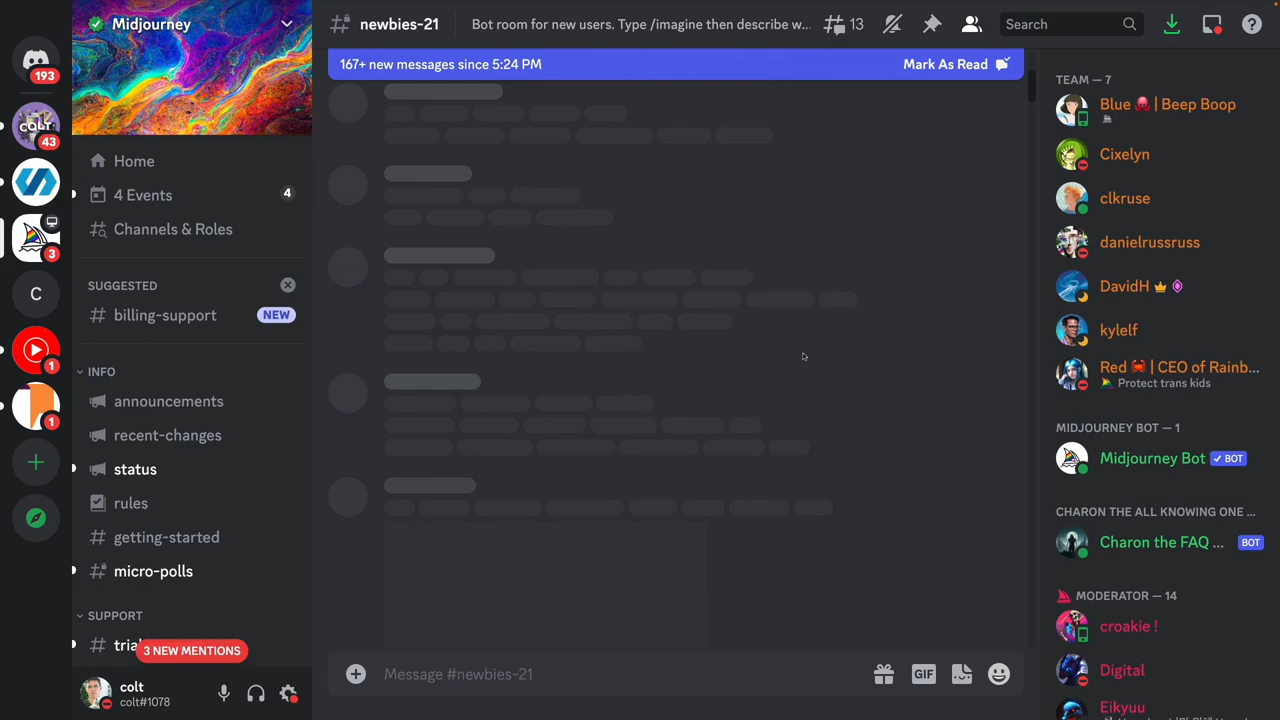 193
COLT
43
3
C
1
1
Midjourney
Home
4 Events
4
Channels & Roles
SUGGESTED
billing-support
NEW
INFO
announcements
recent-changes
status
rules
getting-started
micro-polls
SUPPORT
trial
3 NEW MENTIONS
colt
colt#1078
newbies-21
Bot room for new users. Type /imagine then describe w...
13
Search
167+ new messages since 5:24 PM
Mark As Read
Message #newbies-21
GIF
TEAM — 7
Blue 🐙 | Beep Boop
Cixelyn
clkruse
danielrussruss
DavidH
kylelf
Red 🦀 | CEO of Rainb...
Protect trans kids
MIDJOURNEY BOT — 1
Midjourney Bot
✓ BOT
CHARON THE ALL KNOWING ONE ...
Charon the FAQ ...
BOT
MODERATOR — 14
croakie !
Digital
Eikyuu